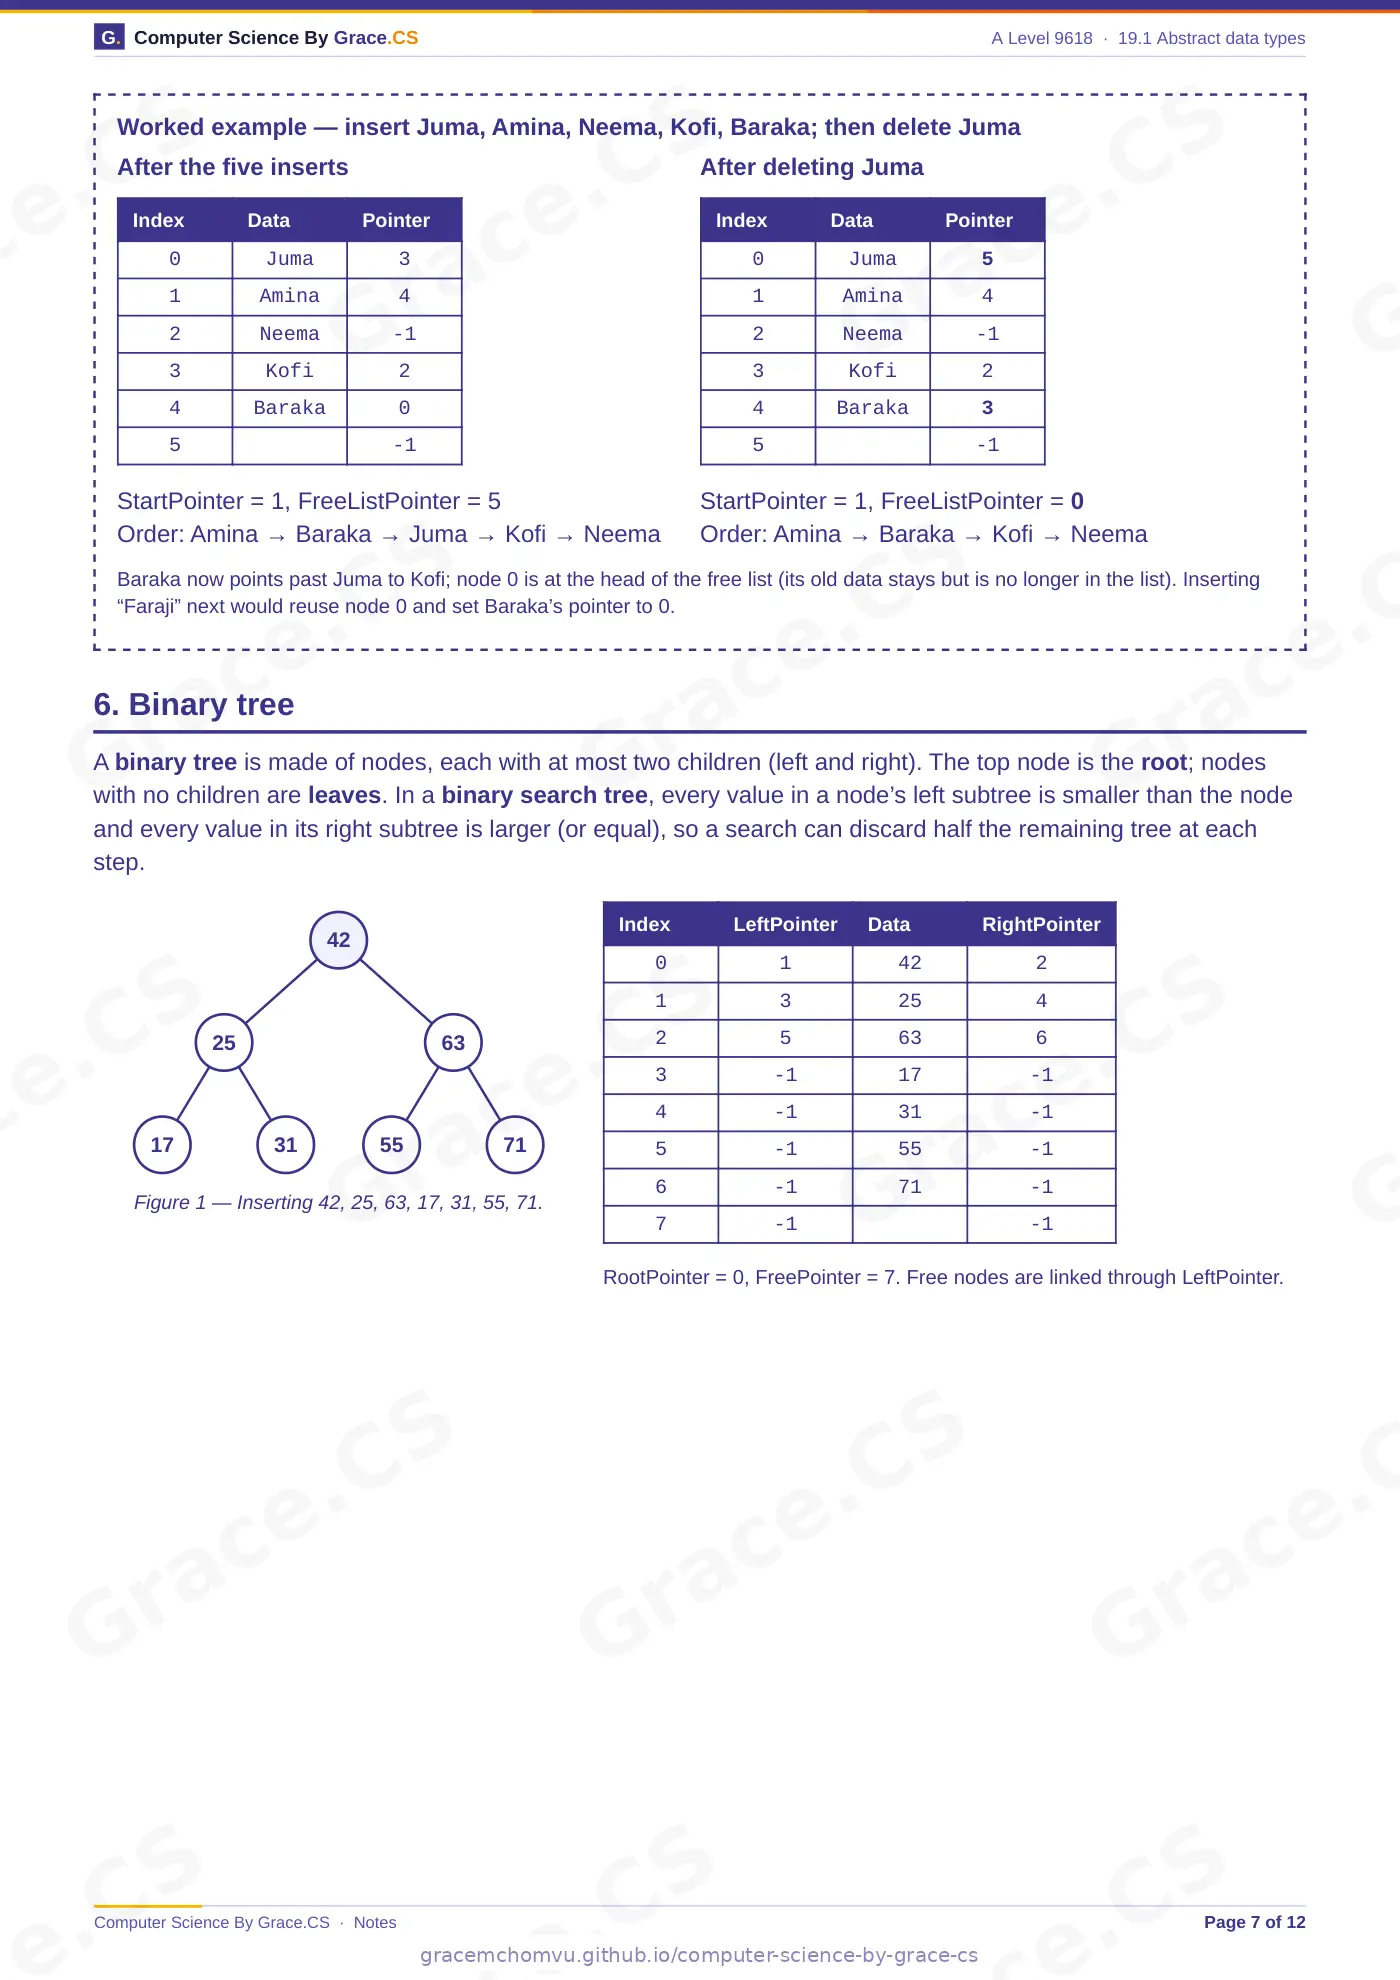 G. Computer Science By Grace.CS
A Level 9618 · 19.1 Abstract data types
Worked example — insert Juma, Amina, Neema, Kofi, Baraka; then delete Juma
After the five inserts
Index Data Pointer
0 Juma 3
1 Amina 4
2 Neema -1
3 Kofi 2
4 Baraka 0
5 -1
StartPointer = 1, FreeListPointer = 5
Order: Amina → Baraka → Juma → Kofi → Neema
After deleting Juma
Index Data Pointer
0 Juma 5
1 Amina 4
2 Neema -1
3 Kofi 2
4 Baraka 3
5 -1
StartPointer = 1, FreeListPointer = 0
Order: Amina → Baraka → Kofi → Neema
Baraka now points past Juma to Kofi; node 0 is at the head of the free list (its old data stays but is no longer in the list). Inserting
“Faraji” next would reuse node 0 and set Baraka’s pointer to 0.
6. Binary tree
A binary tree is made of nodes, each with at most two children (left and right). The top node is the root; nodes
with no children are leaves. In a binary search tree, every value in a node’s left subtree is smaller than the node
and every value in its right subtree is larger (or equal), so a search can discard half the remaining tree at each
step.
42
25 63
17 31 55 71
Figure 1 — Inserting 42, 25, 63, 17, 31, 55, 71.
Index LeftPointer Data RightPointer
0 1 42 2
1 3 25 4
2 5 63 6
3 -1 17 -1
4 -1 31 -1
5 -1 55 -1
6 -1 71 -1
7 -1 -1
RootPointer = 0, FreePointer = 7. Free nodes are linked through LeftPointer.
Computer Science By Grace.CS · Notes
Page 7 of 12
gracemchomvu.github.io/computer-science-by-grace-cs